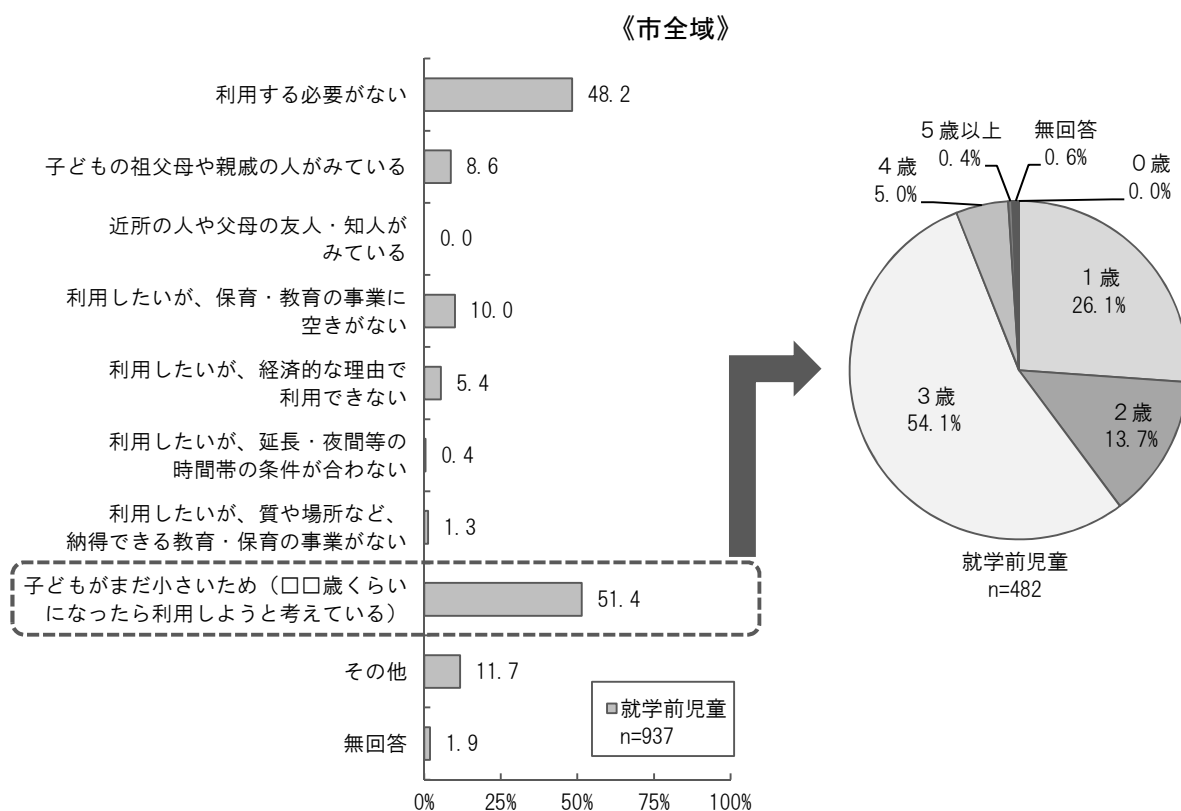 《市全域》
利用する必要がない
48.2
子どもの祖父母や親戚の人がみている
8.6
近所の人や父母の友人・知人が
みている
0.0
利用したいが、保育・教育の事業に
空きがない
10.0
利用したいが、経済的な理由で
利用できない
5.4
利用したいが、延長・夜間等の
時間帯の条件が合わない
0.4
利用したいが、質や場所など、
納得できる教育・保育の事業がない
1.3
子どもがまだ小さいため（□□歳くらい
になったら利用しようと考えている）
51.4
その他
11.7
無回答
1.9
0%
25%
50%
75%
100%
就学前児童
n=937
０歳
0.0%
１歳
26.1%
２歳
13.7%
３歳
54.1%
４歳
5.0%
５歳以上
0.4%
無回答
0.6%
就学前児童
n=482